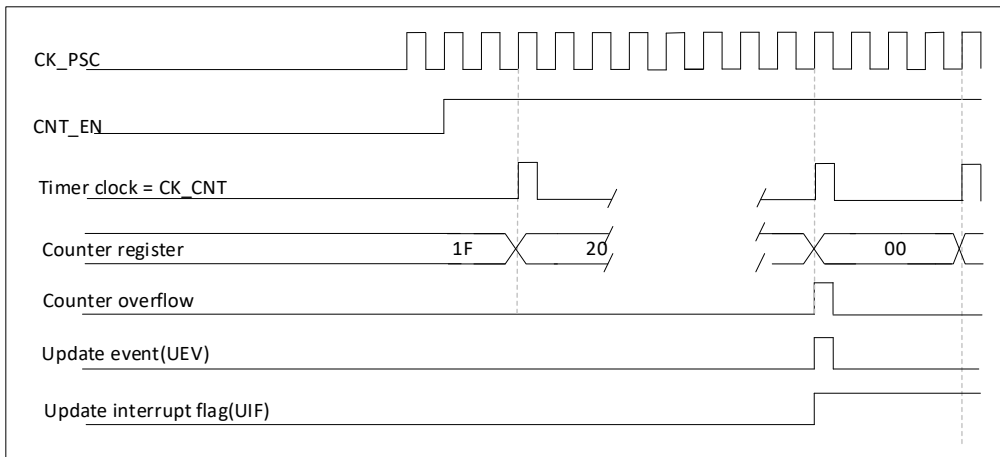 CK_PSC
CNT_EN
Timer clock = CK_CNT
Counter register 1F 20 00
Counter overflow
Update event(UEV)
Update interrupt flag(UIF)